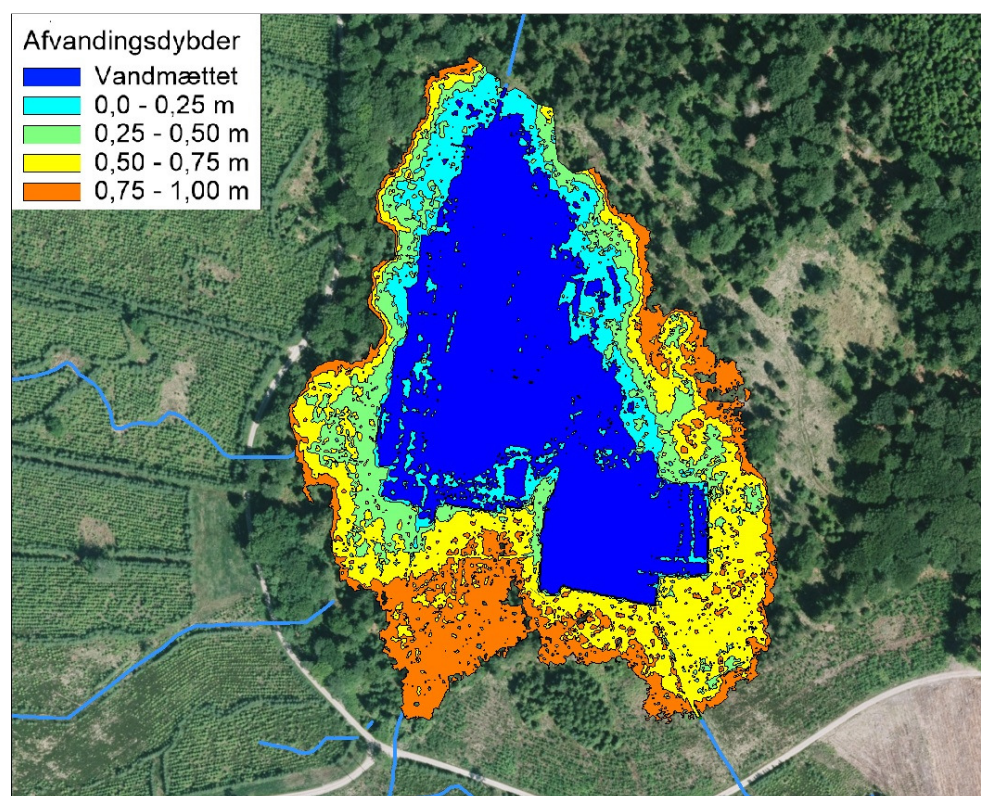 Afvandingsdybder
Vandmættet
0,0 - 0,25 m
0,25 - 0,50 m
0,50 - 0,75 m
0,75 - 1,00 m